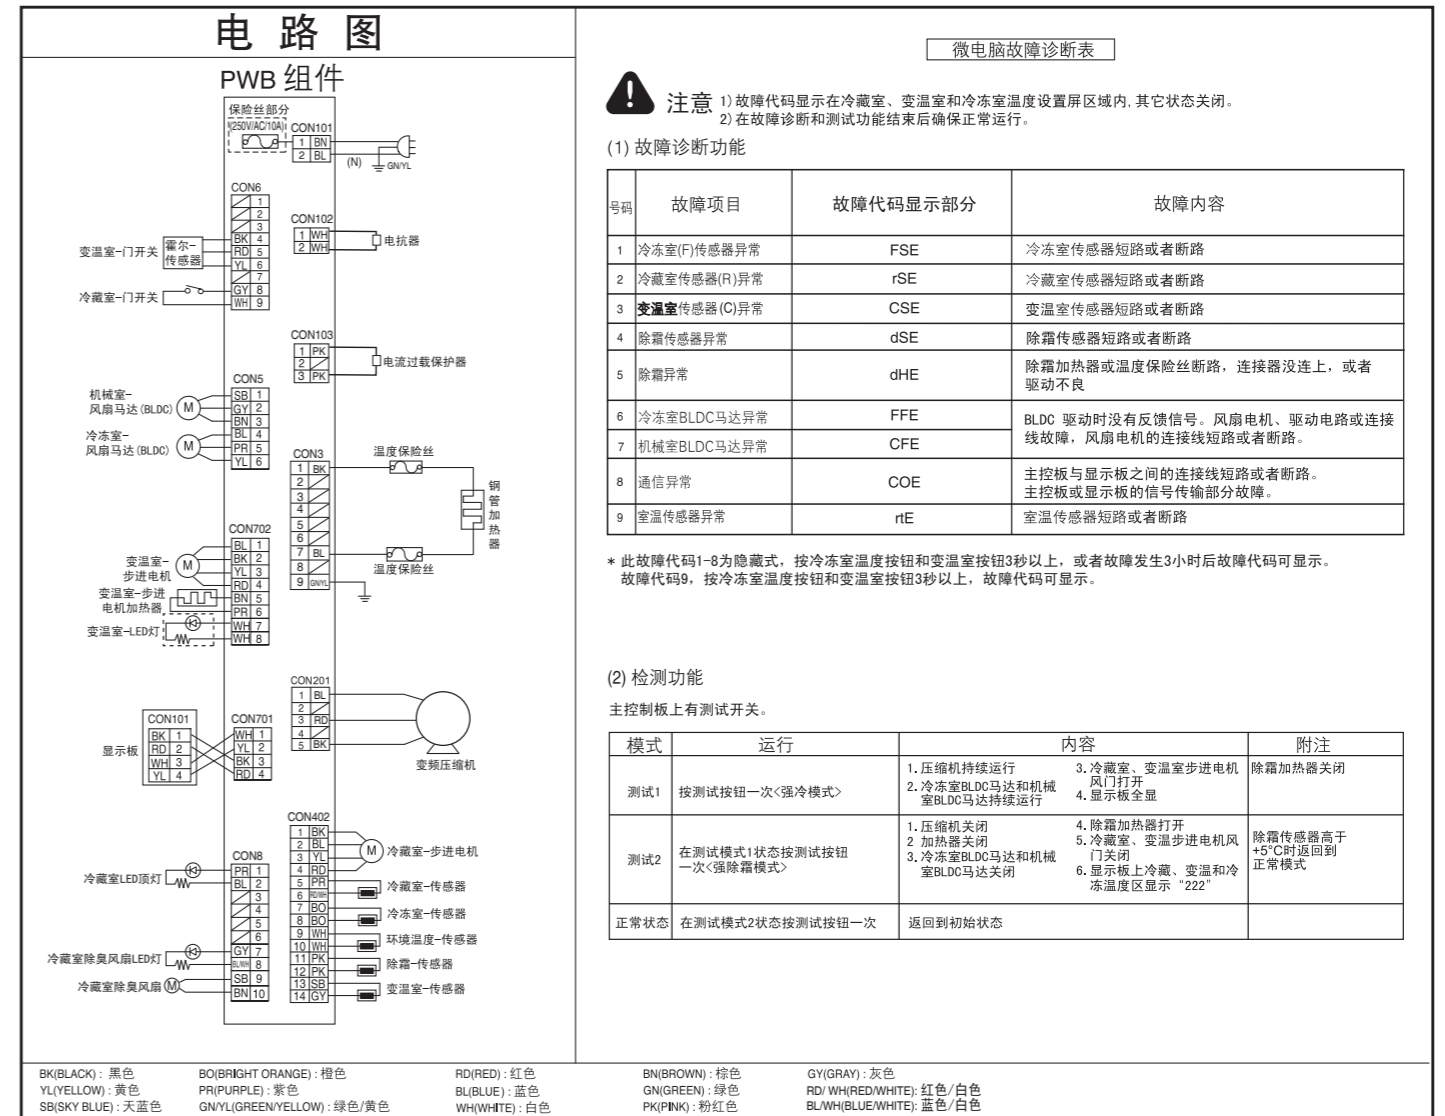 电 路 图
PWB 组件
保险丝部分
(250V/AC/10A)
CON101
1 BN
2 BL
(N)
GN/YL
CON6
1
2
3
BK 4
RD 5
YL 6
7
GY 8
WH 9
变温室-门开关
霍尔-
传感器
冷藏室-门开关
CON102
1 WH
2 WH
电抗器
CON103
1 PK
2
3 PK
电流过载保护器
CON5
SB 1
GY 2
BN 3
BL 4
PR 5
YL 6
机械室-
风扇马达(BLDC)
M
冷冻室-
风扇马达(BLDC)
M
CON3
1 BK
2
3
4
5
6
7 BL
8
9 GN/YL
温度保险丝
钢管加热器
温度保险丝
CON702
BL 1
BK 2
YL 3
RD 4
BN 5
PR 6
WH 7
WH 8
变温室-
步进电机
M
变温室-步进
电机加热器
变温室-LED灯
CON201
1 BL
2
3 RD
4
5 BK
变频压缩机
显示板
CON101
BK 1
RD 2
WH 3
YL 4
CON701
WH 1
YL 2
BK 3
RD 4
CON402
1 BK
2 BL
3 YL
4 RD
5 PR
6 RD/WH
7 BO
8 BO
9 WH
10 WH
11 PK
12 PK
13 SB
14 GY
M
冷藏室-步进电机
冷藏室-传感器
冷冻室-传感器
环境温度-传感器
除霜-传感器
变温室-传感器
CON8
PR 1
BL 2
3
4
5
6
GY 7
BL/WH 8
SB 9
BN 10
冷藏室LED顶灯
冷藏室除臭风扇LED灯
冷藏室除臭风扇
M
微电脑故障诊断表
注意 1)故障代码显示在冷藏室、变温室和冷冻室温度设置屏区域内,其它状态关闭。
2)在故障诊断和测试功能结束后确保正常运行。
(1) 故障诊断功能
号码 故障项目 故障代码显示部分 故障内容
1 冷冻室(F)传感器异常 FSE 冷冻室传感器短路或者断路
2 冷藏室传感器(R)异常 rSE 冷藏室传感器短路或者断路
3 变温室传感器(C)异常 CSE 变温室传感器短路或者断路
4 除霜传感器异常 dSE 除霜传感器短路或者断路
5 除霜异常 dHE 除霜加热器或温度保险丝断路，连接器没连上，或者
驱动不良
6 冷冻室BLDC马达异常 FFE BLDC 驱动时没有反馈信号。风扇电机、驱动电路或连接
7 机械室BLDC马达异常 CFE 线故障，风扇电机的连接线短路或者断路。
8 通信异常 COE 主控板与显示板之间的连接线短路或者断路。
主控板或显示板的信号传输部分故障。
9 室温传感器异常 rtE 室温传感器短路或者断路
* 此故障代码1-8为隐藏式，按冷冻室温度按钮和变温室按钮3秒以上，或者故障发生3小时后故障代码可显示。
故障代码9，按冷冻室温度按钮和变温室按钮3秒以上，故障代码可显示。
(2) 检测功能
主控制板上有测试开关。
模式 运行 内容 附注
测试1 按测试按钮一次<强冷模式>
1.压缩机持续运行
2.冷冻室BLDC马达和机械
室BLDC马达持续运行
3.冷藏室、变温室步进电机
风门打开
4.显示板全显
除霜加热器关闭
测试2
在测试模式1状态按测试按钮
一次<强除霜模式>
1.压缩机关闭
2 加热器关闭
3.冷冻室BLDC马达和机械
室BLDC马达关闭
4.除霜加热器打开
5.冷藏室、变温步进电机风
门关闭
6.显示板上冷藏、变温和冷
冻温度区显示 “222”
除霜传感器高于
+5°C时返回到
正常模式
正常状态 在测试模式2状态按测试按钮一次 返回到初始状态
BK(BLACK) : 黑色 BO(BRIGHT ORANGE) : 橙色 RD(RED) : 红色 BN(BROWN) : 棕色 GY(GRAY) : 灰色
YL(YELLOW) : 黄色 PR(PURPLE) : 紫色 BL(BLUE) : 蓝色 GN(GREEN) : 绿色 RD/ WH(RED/WHITE): 红色/白色
SB(SKY BLUE) : 天蓝色 GN/YL(GREEN/YELLOW) : 绿色/黄色 WH(WHITE) : 白色 PK(PINK) : 粉红色 BL/WH(BLUE/WHITE): 蓝色/白色